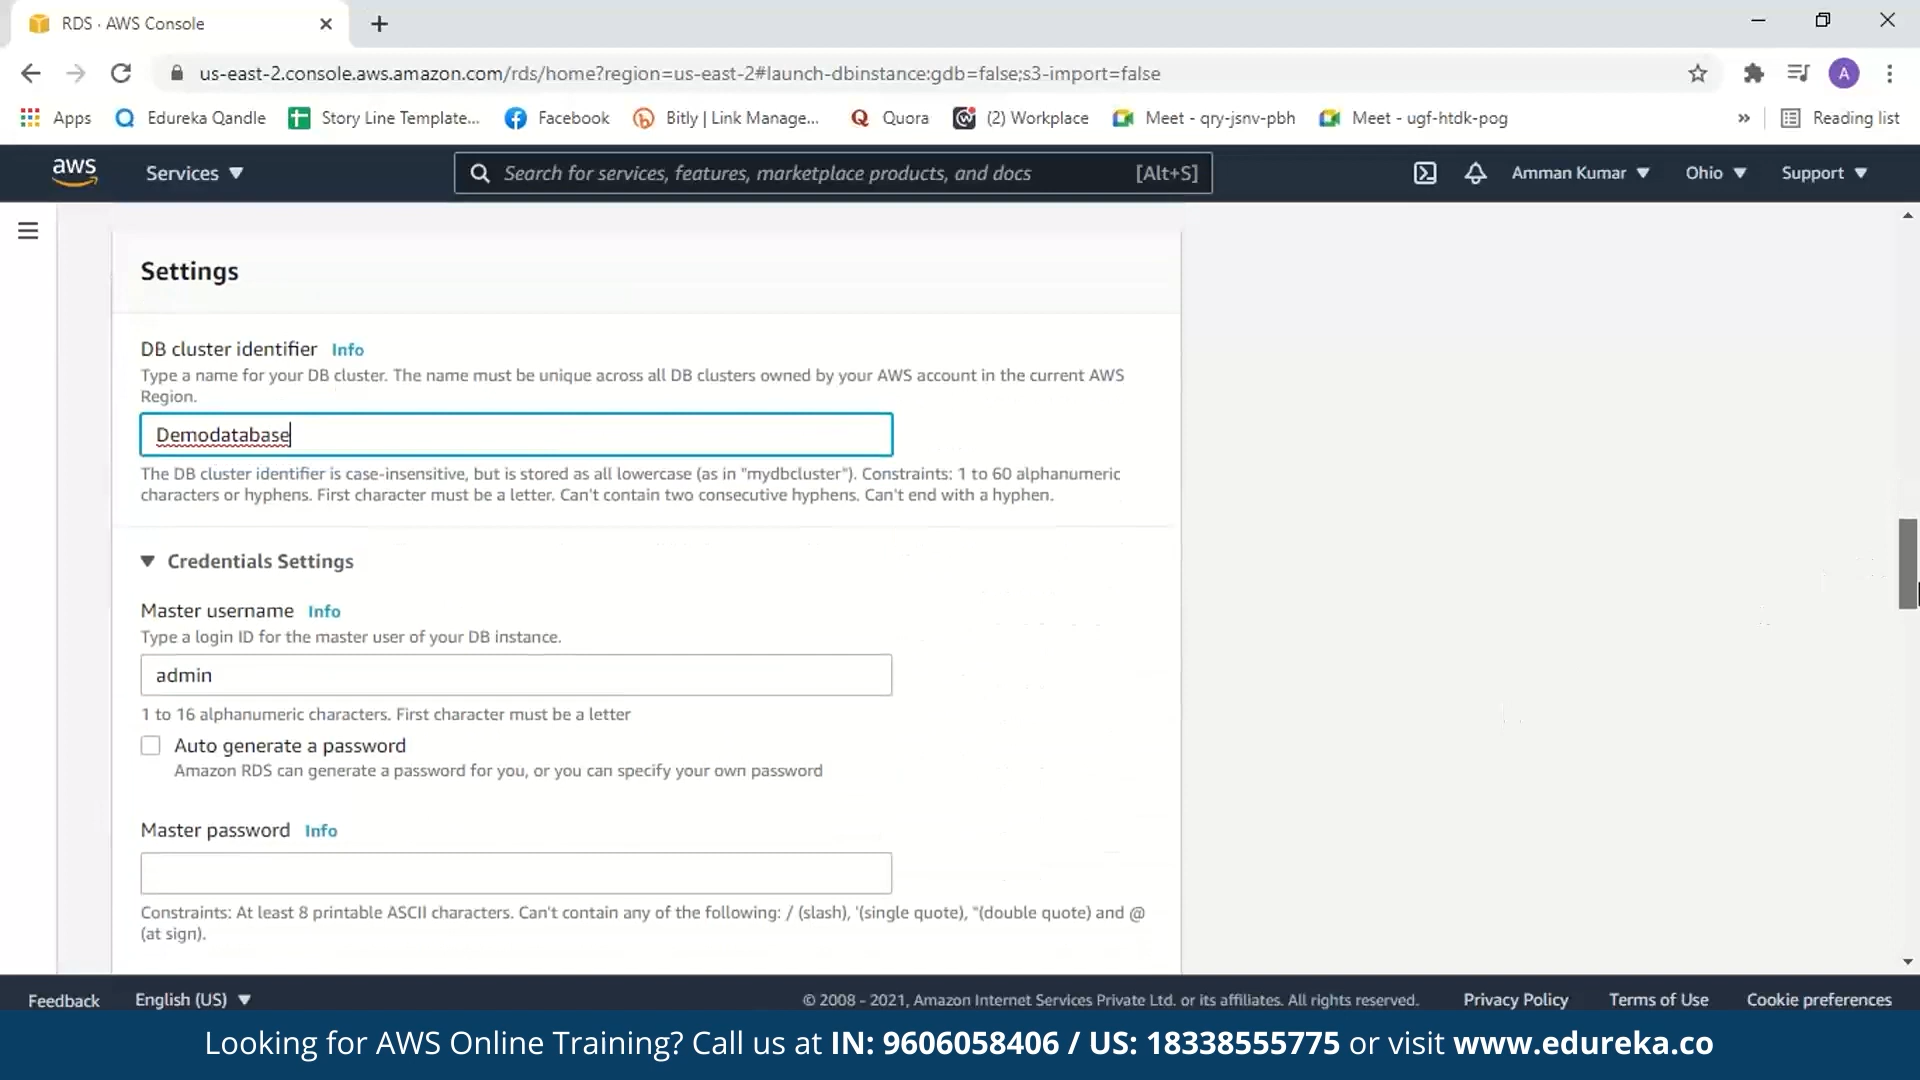 RDS · AWS Console
us-east-2.console.aws.amazon.com/rds/home?region=us-east-2#launch-dbinstance:gdb=false;s3-import=false
A
Apps
Edureka Qandle
Story Line Template...
Facebook
Bitly | Link Manage...
Quora
(2) Workplace
Meet - qry-jsnv-pbh
Meet - ugf-htdk-pog
»
Reading list
aws
Services
Search for services, features, marketplace products, and docs
[Alt+S]
Amman Kumar
Ohio
Support
Settings
DB cluster identifier Info
Type a name for your DB cluster. The name must be unique across all DB clusters owned by your AWS account in the current AWS
Region.
Demodatabase
The DB cluster identifier is case-insensitive, but is stored as all lowercase (as in "mydbcluster"). Constraints: 1 to 60 alphanumeric
characters or hyphens. First character must be a letter. Can't contain two consecutive hyphens. Can't end with a hyphen.
Credentials Settings
Master username Info
Type a login ID for the master user of your DB instance.
admin
1 to 16 alphanumeric characters. First character must be a letter
Auto generate a password
Amazon RDS can generate a password for you, or you can specify your own password
Master password Info
Constraints: At least 8 printable ASCII characters. Can't contain any of the following: / (slash), '(single quote), "(double quote) and @
(at sign).
Feedback
English (US)
© 2008 - 2021, Amazon Internet Services Private Ltd. or its affiliates. All rights reserved.
Privacy Policy
Terms of Use
Cookie preferences
Looking for AWS Online Training? Call us at IN: 9606058406 / US: 18338555775 or visit www.edureka.co